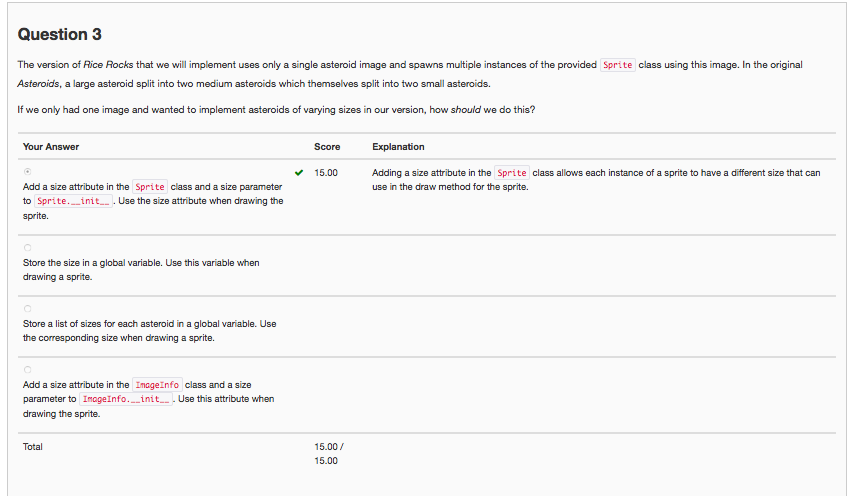 Question 3
The version of Rice Rocks that we will implement uses only a single asteroid image and spawns multiple instances of the provided Sprite class using this image. In the original
Asteroids, a large asteroid split into two medium asteroids which themselves split into two small asteroids.
If we only had one image and wanted to implement asteroids of varying sizes in our version, how should we do this?
Your Answer Score Explanation
Add a size attribute in the Sprite class and a size parameter
to Sprite.__init__. Use the size attribute when drawing the
sprite.
15.00
Adding a size attribute in the Sprite class allows each instance of a sprite to have a different size that can
use in the draw method for the sprite.
Store the size in a global variable. Use this variable when
drawing a sprite.
Store a list of sizes for each asteroid in a global variable. Use
the corresponding size when drawing a sprite.
Add a size attribute in the ImageInfo class and a size
parameter to ImageInfo.__init__. Use this attribute when
drawing the sprite.
Total 15.00 /
15.00